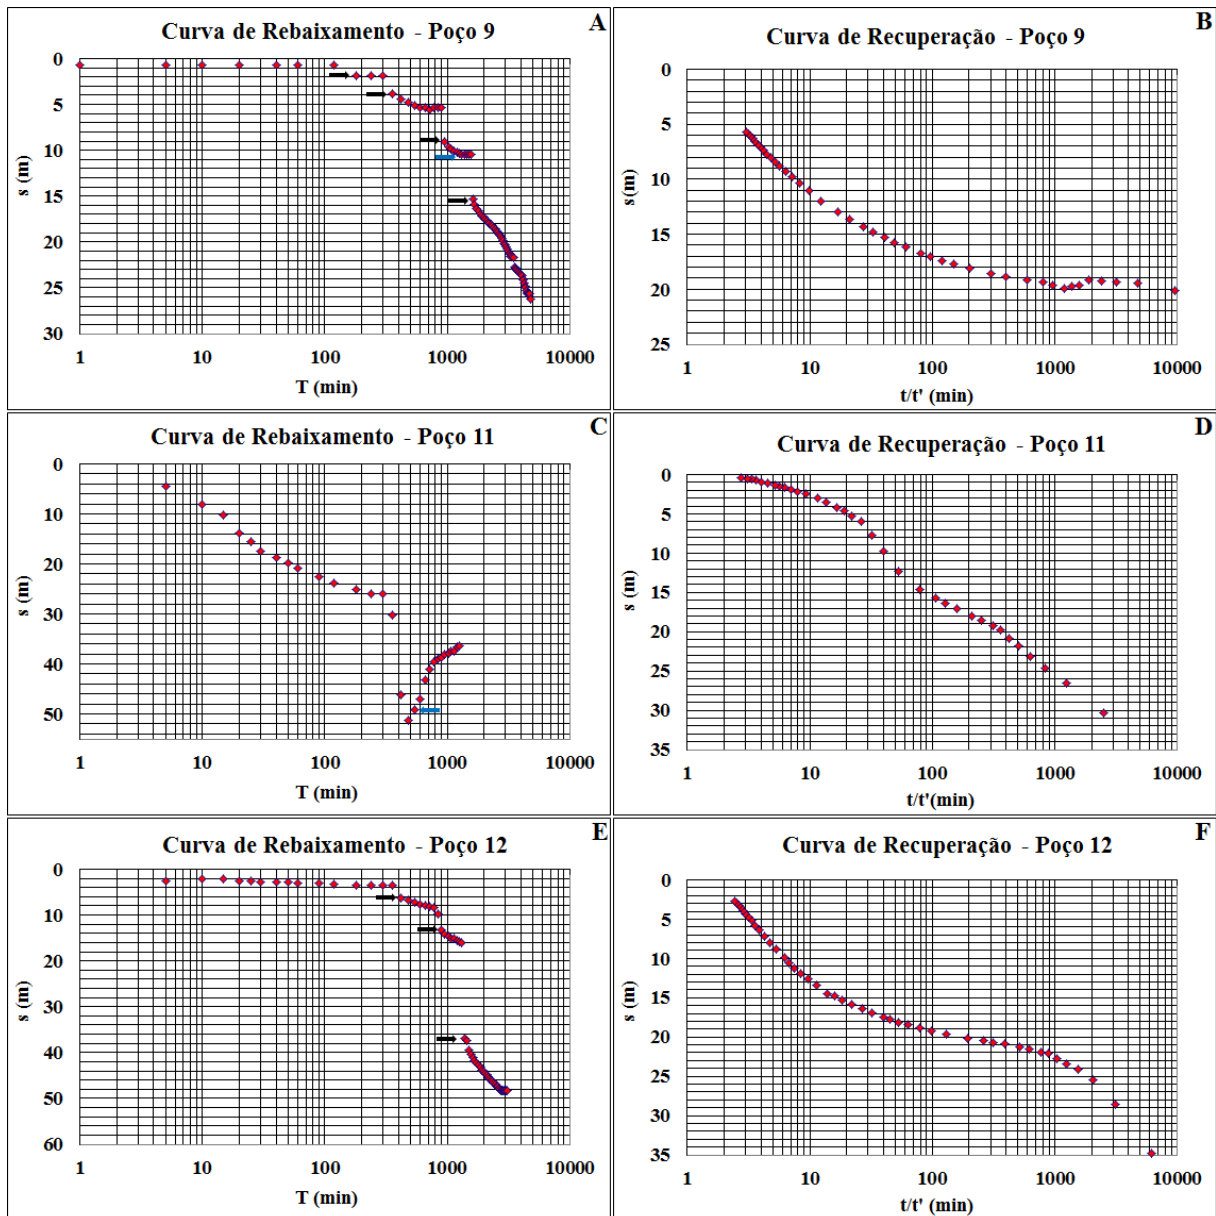 A
Curva de Rebaixamento - Poço 9
0
5
10
15
20
25
30
s (m)
1 10 100 1000 10000
T (min)
B
Curva de Recuperação - Poço 9
0
5
10
15
20
25
s (m)
1 10 100 1000 10000
t/t' (min)
C
Curva de Rebaixamento - Poço 11
0
10
20
30
40
50
s (m)
1 10 100 1000 10000
T (min)
D
Curva de Recuperação - Poço 11
0
5
10
15
20
25
30
35
s (m)
1 10 100 1000 10000
t/t'(min)
E
Curva de Rebaixamento - Poço 12
0
10
20
30
40
50
60
s (m)
1 10 100 1000 10000
T (min)
F
Curva de Recuperação - Poço 12
0
5
10
15
20
25
30
35
s (m)
1 10 100 1000 10000
t/t' (min)